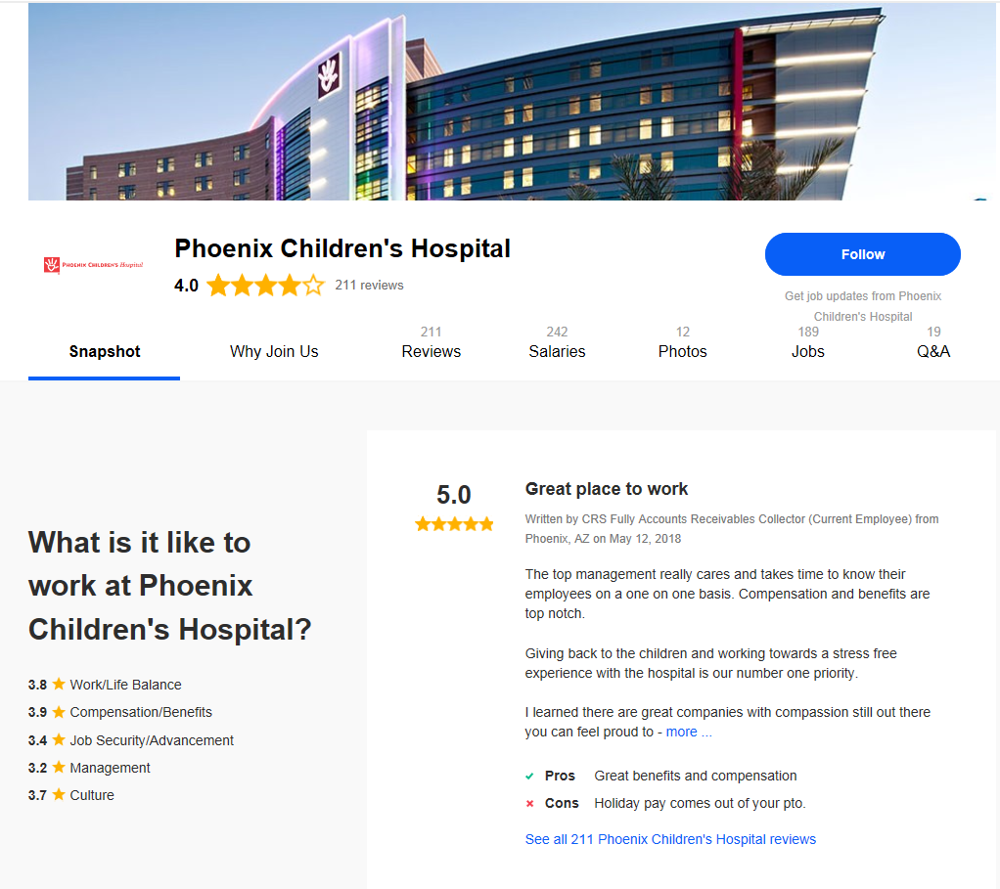 Phoenix Children's Hospital
PHOENIX CHILDREN'S Hospital
4.0 211 reviews
Follow
Get job updates from Phoenix
Children's Hospital
Snapshot
Why Join Us
211
Reviews
242
Salaries
12
Photos
189
Jobs
19
Q&A
What is it like to
work at Phoenix
Children's Hospital?
3.8 Work/Life Balance
3.9 Compensation/Benefits
3.4 Job Security/Advancement
3.2 Management
3.7 Culture
5.0
Great place to work
Written by CRS Fully Accounts Receivables Collector (Current Employee) from
Phoenix, AZ on May 12, 2018
The top management really cares and takes time to know their
employees on a one on one basis. Compensation and benefits are
top notch.
Giving back to the children and working towards a stress free
experience with the hospital is our number one priority.
I learned there are great companies with compassion still out there
you can feel proud to - more ...
Pros Great benefits and compensation
Cons Holiday pay comes out of your pto.
See all 211 Phoenix Children's Hospital reviews